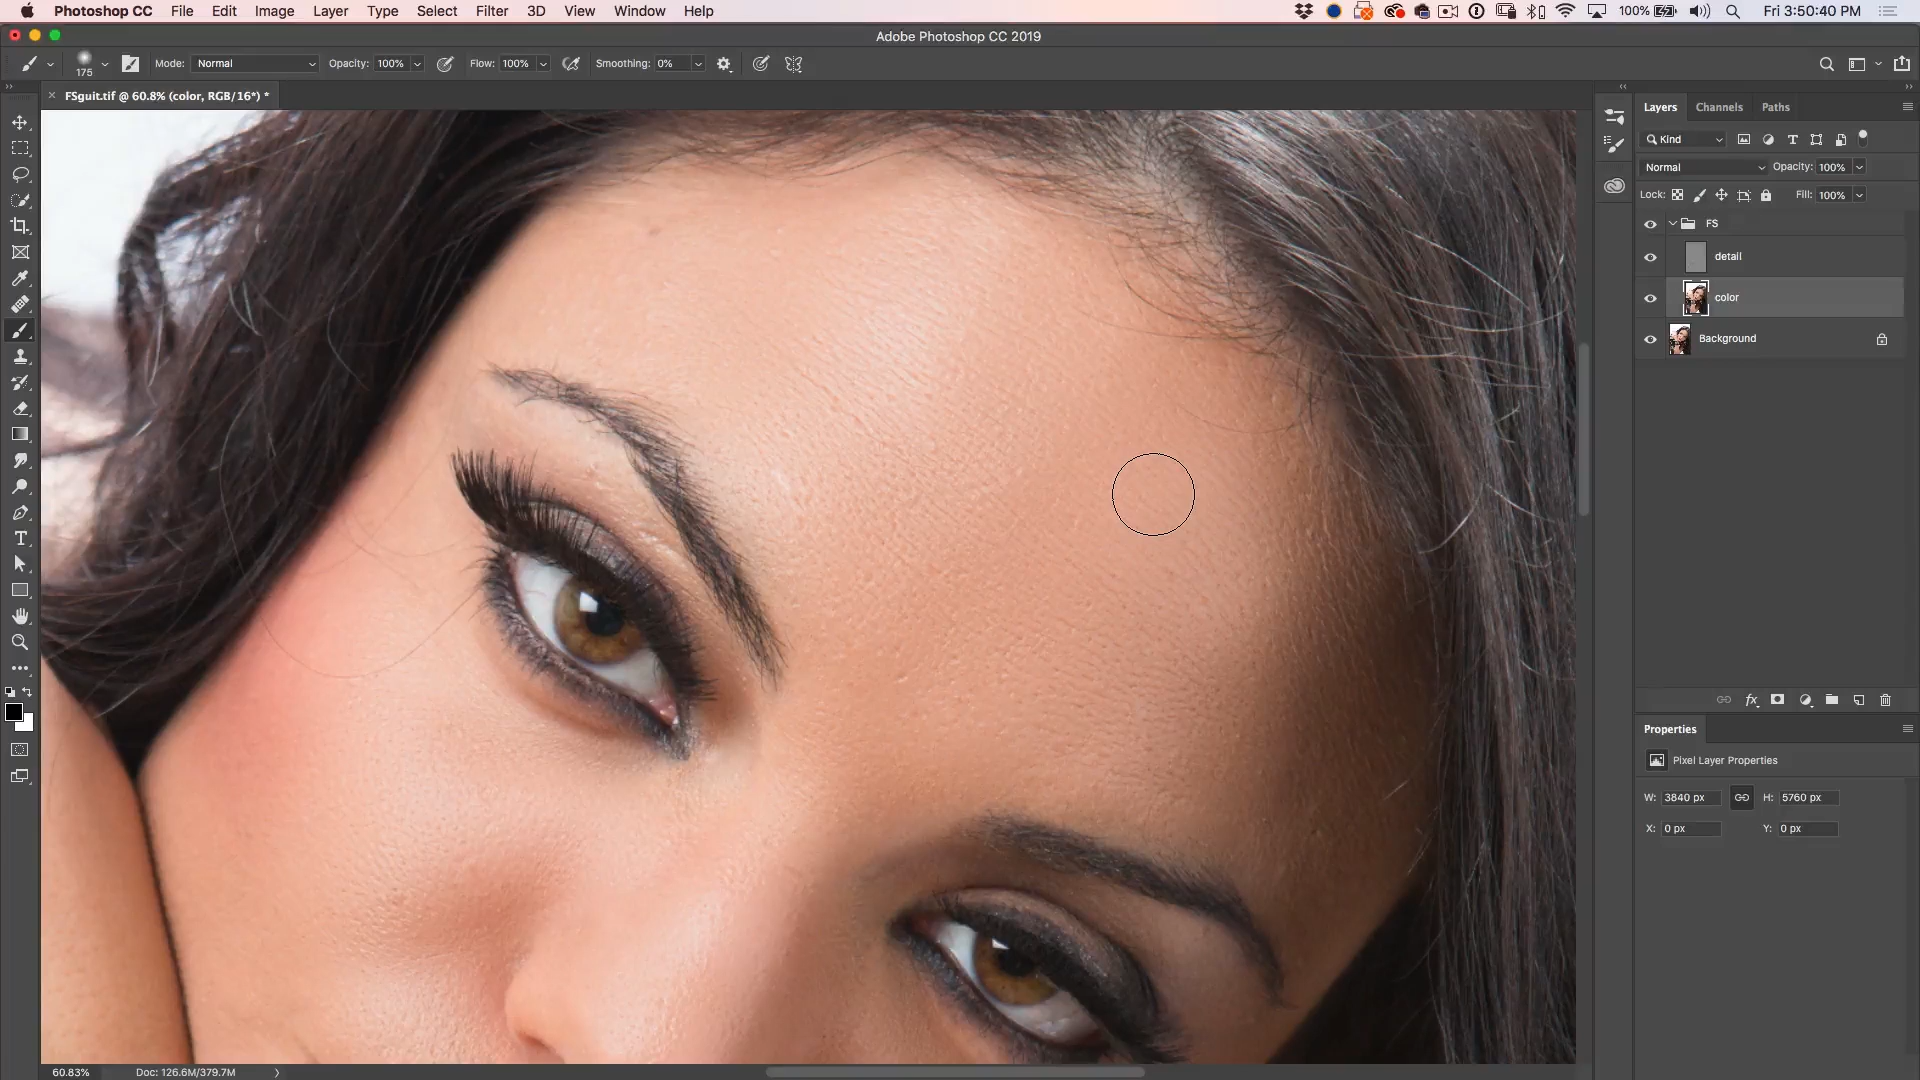 Photoshop CC File Edit Image Layer Type Select Filter 3D View Window Help 100% Fri 3:50:40 PM
Adobe Photoshop CC 2019
175 Mode: Normal Opacity: 100% Flow: 100% Smoothing: 0%
FSguit.tif @ 60.8% (color, RGB/16*) *
Layers Channels Paths
Kind
Normal Opacity: 100%
Lock: Fill: 100%
FS
detail
color
Background
fx
Properties
Pixel Layer Properties
W: 3840 px H: 5760 px
X: 0 px Y: 0 px
60.83% Doc: 126.6M/379.7M